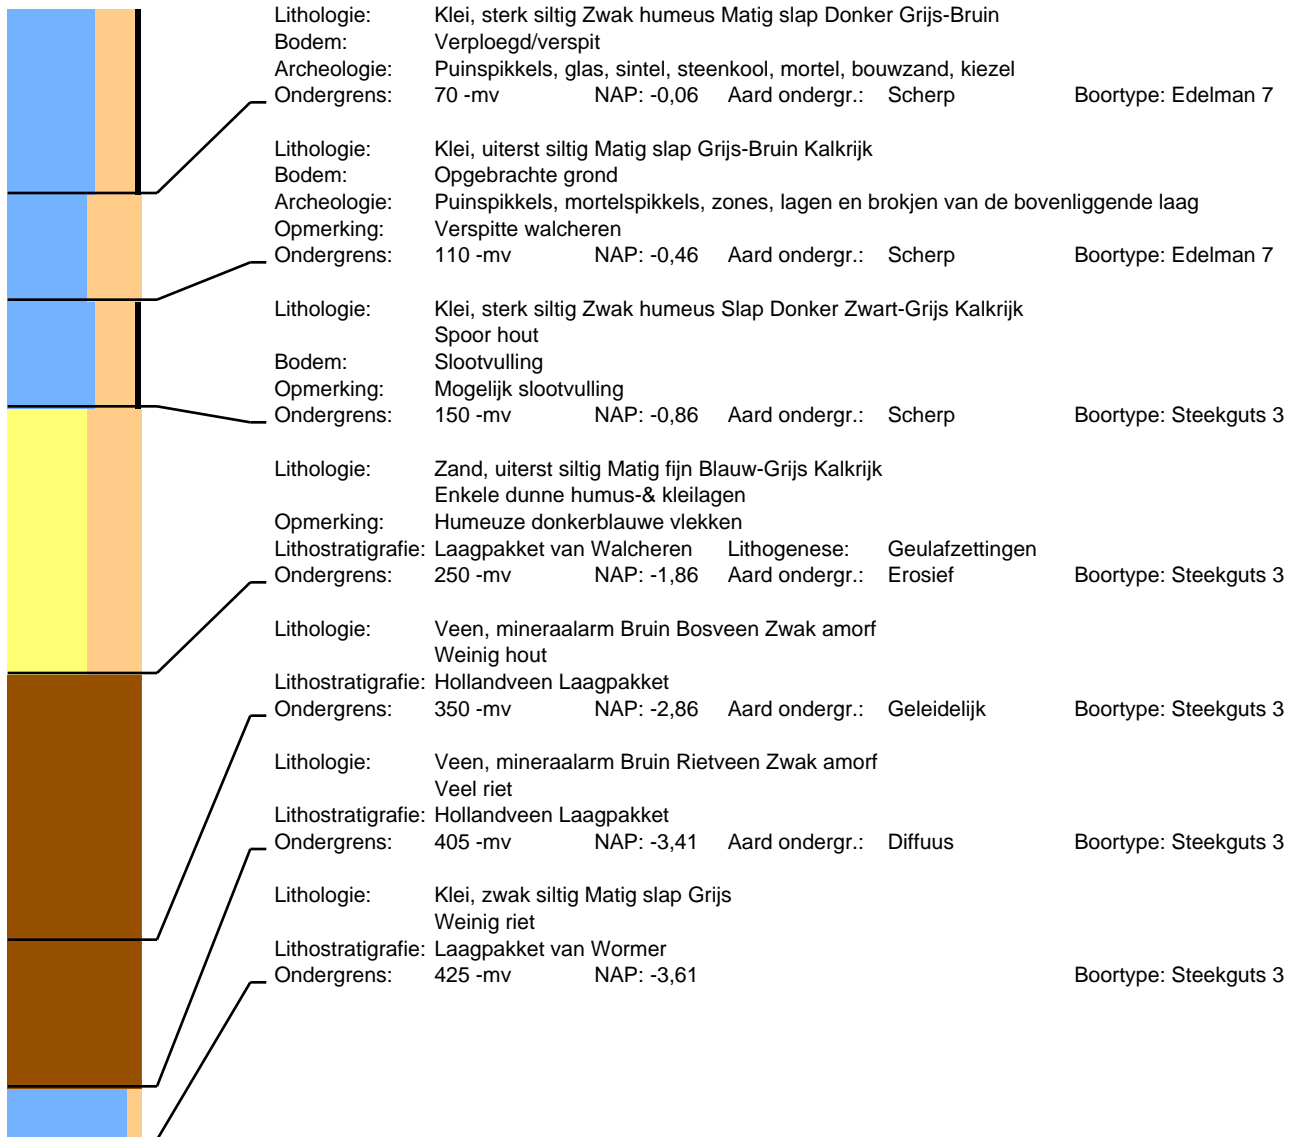 Lithologie: Klei, sterk siltig Zwak humeus Matig slap Donker Grijs-Bruin
Bodem: Verploegd/verspit
Archeologie: Puinspikkels, glas, sintel, steenkool, mortel, bouwzand, kiezel
Ondergrens: 70 -mv NAP: -0,06 Aard ondergr.: Scherp Boortype: Edelman 7
Lithologie: Klei, uiterst siltig Matig slap Grijs-Bruin Kalkrijk
Bodem: Opgebrachte grond
Archeologie: Puinspikkels, mortelspikkels, zones, lagen en brokjen van de bovenliggende laag
Opmerking: Verspitte walcheren
Ondergrens: 110 -mv NAP: -0,46 Aard ondergr.: Scherp Boortype: Edelman 7
Lithologie: Klei, sterk siltig Zwak humeus Slap Donker Zwart-Grijs Kalkrijk
Spoor hout
Bodem: Slootvulling
Opmerking: Mogelijk slootvulling
Ondergrens: 150 -mv NAP: -0,86 Aard ondergr.: Scherp Boortype: Steekguts 3
Lithologie: Zand, uiterst siltig Matig fijn Blauw-Grijs Kalkrijk
Enkele dunne humus-& kleilagen
Opmerking: Humeuze donkerblauwe vlekken
Lithostratigrafie: Laagpakket van Walcheren Lithogenese: Geulafzettingen
Ondergrens: 250 -mv NAP: -1,86 Aard ondergr.: Erosief Boortype: Steekguts 3
Lithologie: Veen, mineraalarm Bruin Bosveen Zwak amorf
Weinig hout
Lithostratigrafie: Hollandveen Laagpakket
Ondergrens: 350 -mv NAP: -2,86 Aard ondergr.: Geleidelijk Boortype: Steekguts 3
Lithologie: Veen, mineraalarm Bruin Rietveen Zwak amorf
Veel riet
Lithostratigrafie: Hollandveen Laagpakket
Ondergrens: 405 -mv NAP: -3,41 Aard ondergr.: Diffuus Boortype: Steekguts 3
Lithologie: Klei, zwak siltig Matig slap Grijs
Weinig riet
Lithostratigrafie: Laagpakket van Wormer
Ondergrens: 425 -mv NAP: -3,61 Boortype: Steekguts 3